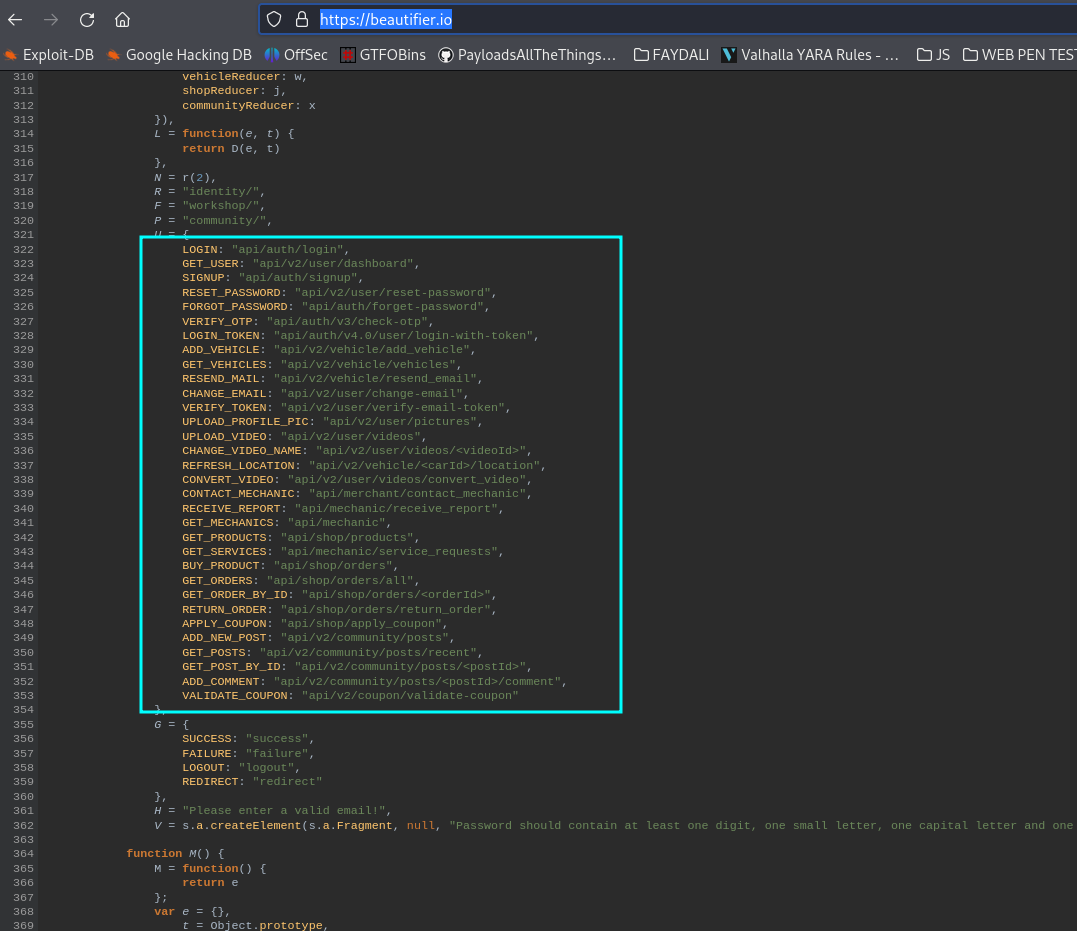 https://beautifier.io
Exploit-DB Google Hacking DB OffSec GTFOBins PayloadsAllTheThings... FAYDALI Valhalla YARA Rules - ... JS WEB PEN TEST
310 vehicleReducer: w,
311 shopReducer: j,
312 communityReducer: x
313 }),
314 L = function(e, t) {
315 return D(e, t)
316 },
317 N = r(2),
318 R = "identity/",
319 F = "workshop/",
320 P = "community/",
321 U = {
322 LOGIN: "api/auth/login",
323 GET_USER: "api/v2/user/dashboard",
324 SIGNUP: "api/auth/signup",
325 RESET_PASSWORD: "api/v2/user/reset-password",
326 FORGOT_PASSWORD: "api/auth/forget-password",
327 VERIFY_OTP: "api/auth/v3/check-otp",
328 LOGIN_TOKEN: "api/auth/v4.0/user/login-with-token",
329 ADD_VEHICLE: "api/v2/vehicle/add_vehicle",
330 GET_VEHICLES: "api/v2/vehicle/vehicles",
331 RESEND_MAIL: "api/v2/vehicle/resend_email",
332 CHANGE_EMAIL: "api/v2/user/change-email",
333 VERIFY_TOKEN: "api/v2/user/verify-email-token",
334 UPLOAD_PROFILE_PIC: "api/v2/user/pictures",
335 UPLOAD_VIDEO: "api/v2/user/videos",
336 CHANGE_VIDEO_NAME: "api/v2/user/videos/<videoId>",
337 REFRESH_LOCATION: "api/v2/vehicle/<carId>/location",
338 CONVERT_VIDEO: "api/v2/user/videos/convert_video",
339 CONTACT_MECHANIC: "api/merchant/contact_mechanic",
340 RECEIVE_REPORT: "api/mechanic/receive_report",
341 GET_MECHANICS: "api/mechanic",
342 GET_PRODUCTS: "api/shop/products",
343 GET_SERVICES: "api/mechanic/service_requests",
344 BUY_PRODUCT: "api/shop/orders",
345 GET_ORDERS: "api/shop/orders/all",
346 GET_ORDER_BY_ID: "api/shop/orders/<orderId>",
347 RETURN_ORDER: "api/shop/orders/return_order",
348 APPLY_COUPON: "api/shop/apply_coupon",
349 ADD_NEW_POST: "api/v2/community/posts",
350 GET_POSTS: "api/v2/community/posts/recent",
351 GET_POST_BY_ID: "api/v2/community/posts/<postId>",
352 ADD_COMMENT: "api/v2/community/posts/<postId>/comment",
353 VALIDATE_COUPON: "api/v2/coupon/validate-coupon"
354 },
355 G = {
356 SUCCESS: "success",
357 FAILURE: "failure",
358 LOGOUT: "logout",
359 REDIRECT: "redirect"
360 },
361 H = "Please enter a valid email!",
362 V = s.a.createElement(s.a.Fragment, null, "Password should contain at least one digit, one small letter, one capital letter and one
363
364 function M() {
365 M = function() {
366 return e
367 };
368 var e = {},
369 t = Object.prototype,